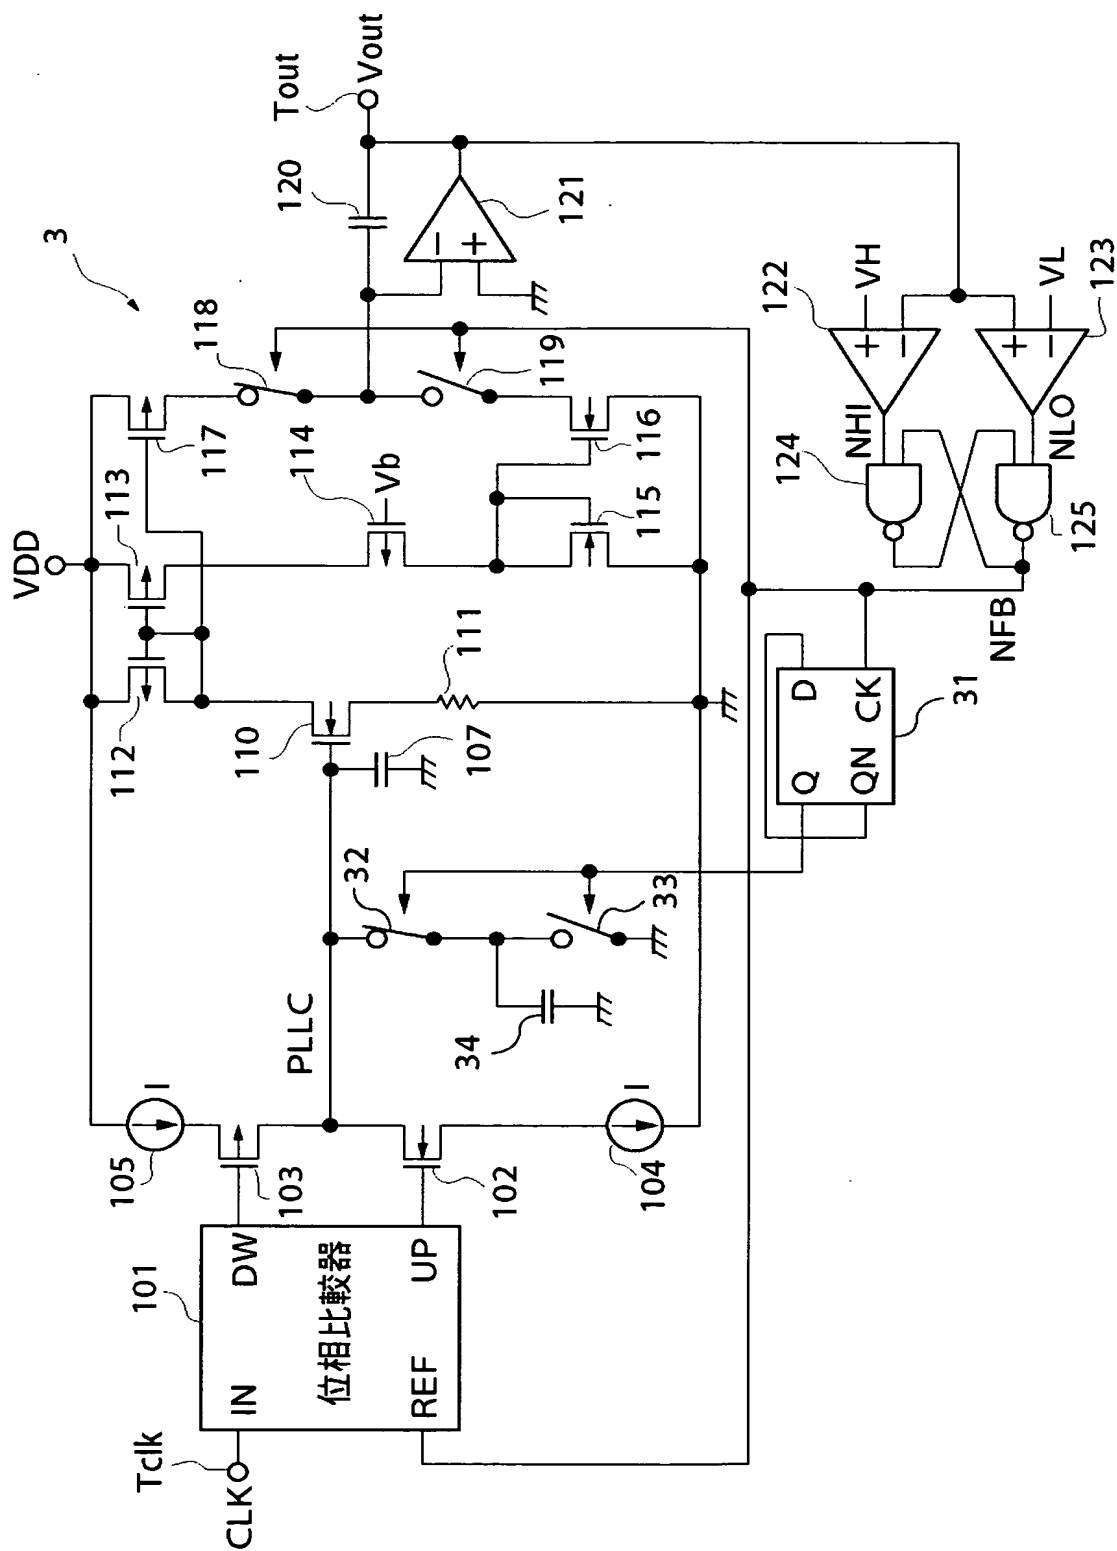 3
VDD
Tout
Vout
120
121
118
119
117
113
112
114
Vb
116
115
110
111
107
32
33
34
PLLC
I
105
103
102
I
104
101
IN
DW
位相比較器
REF
UP
Tclk
CLK
122
VH
+
−
+
−
VL
123
NHI
NLO
124
125
NFB
Q
D
QN
CK
31
−
+